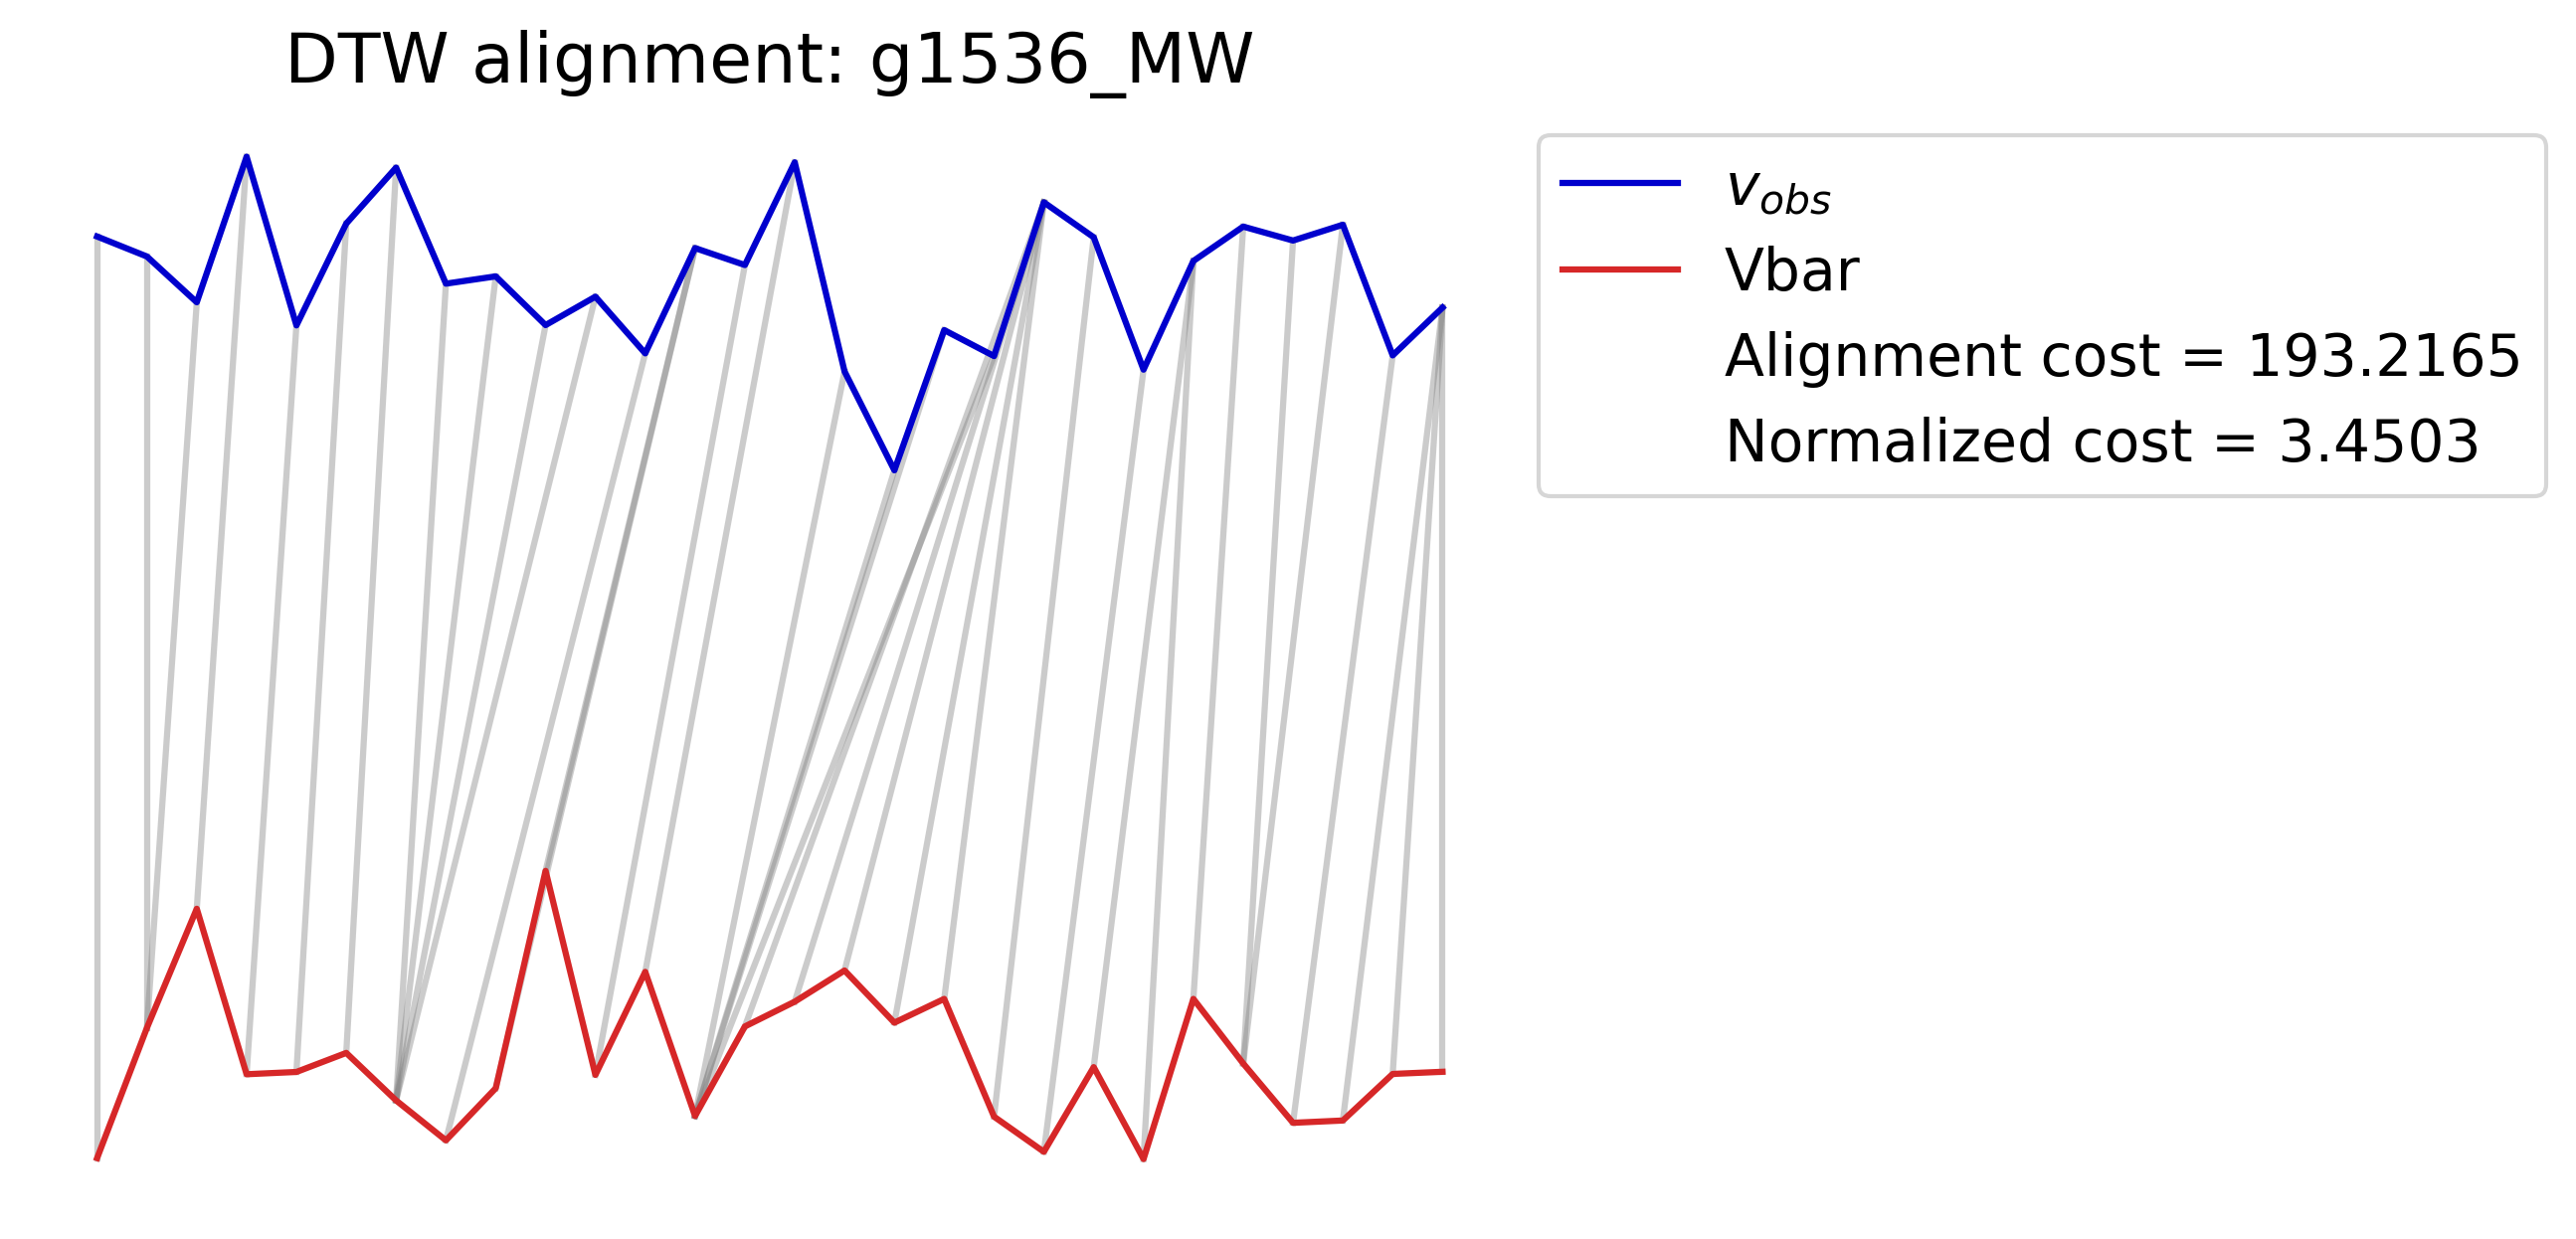 DTW alignment: g1536_MW
v_obs
Vbar
Alignment cost = 193.2165
Normalized cost = 3.4503